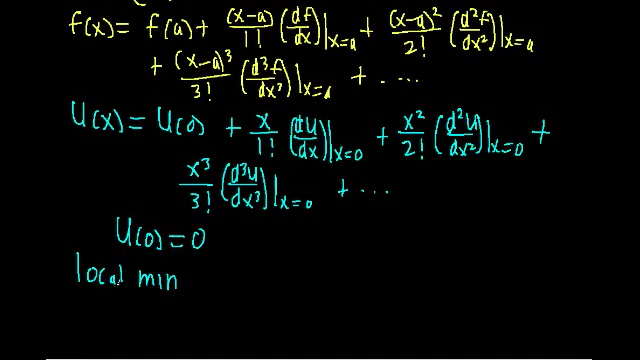 f(x) = f(a) + (x-a)/1! (df/dx)|x=a + (x-a)²/2! (d²f/dx²)|x=a
+ (x-a)³/3! (d³f/dx³)|x=a + ....
U(x) = U(0) + x/1! (dU/dx)|x=0 + x²/2! (d²U/dx²)|x=0 +
x³/3! (d³U/dx³)|x=0 + ...
U(0) = 0
local min